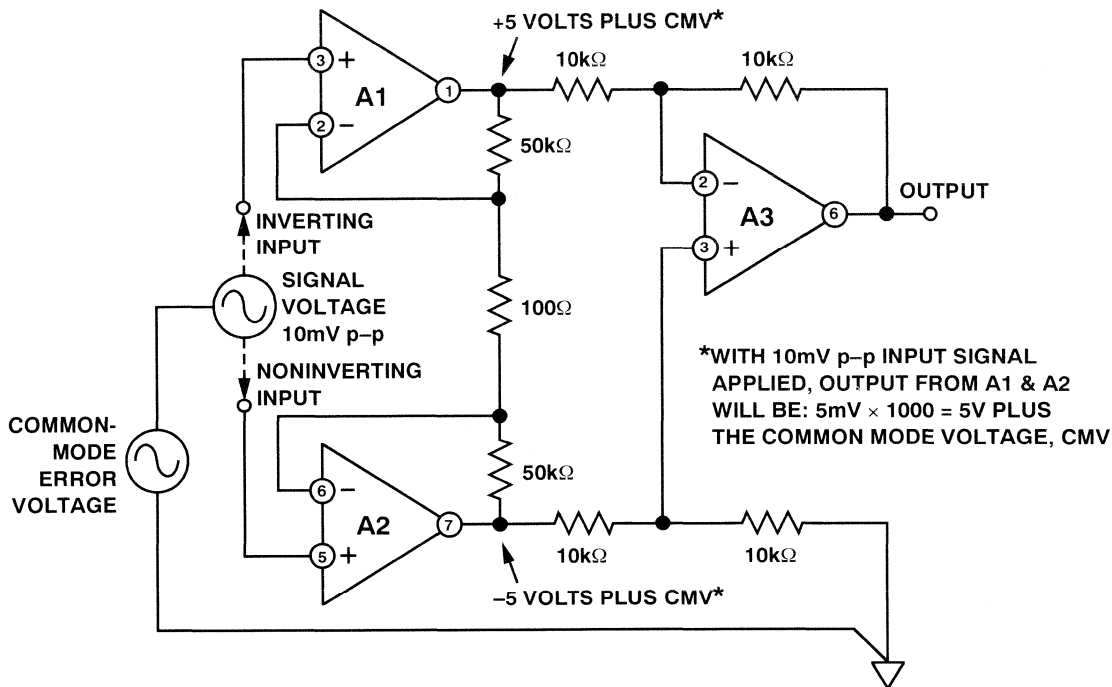 +5 VOLTS PLUS CMV*
10kΩ
10kΩ
3
+
A1
1
2
−
50kΩ
2
−
A3
6
OUTPUT
3
+
INVERTING
INPUT
SIGNAL
VOLTAGE
10mV p–p
100Ω
NONINVERTING
INPUT
*WITH 10mV p–p INPUT SIGNAL
APPLIED, OUTPUT FROM A1 & A2
WILL BE: 5mV × 1000 = 5V PLUS
THE COMMON MODE VOLTAGE, CMV
COMMON-
MODE
ERROR
VOLTAGE
6
−
A2
7
5
+
50kΩ
10kΩ
10kΩ
–5 VOLTS PLUS CMV*